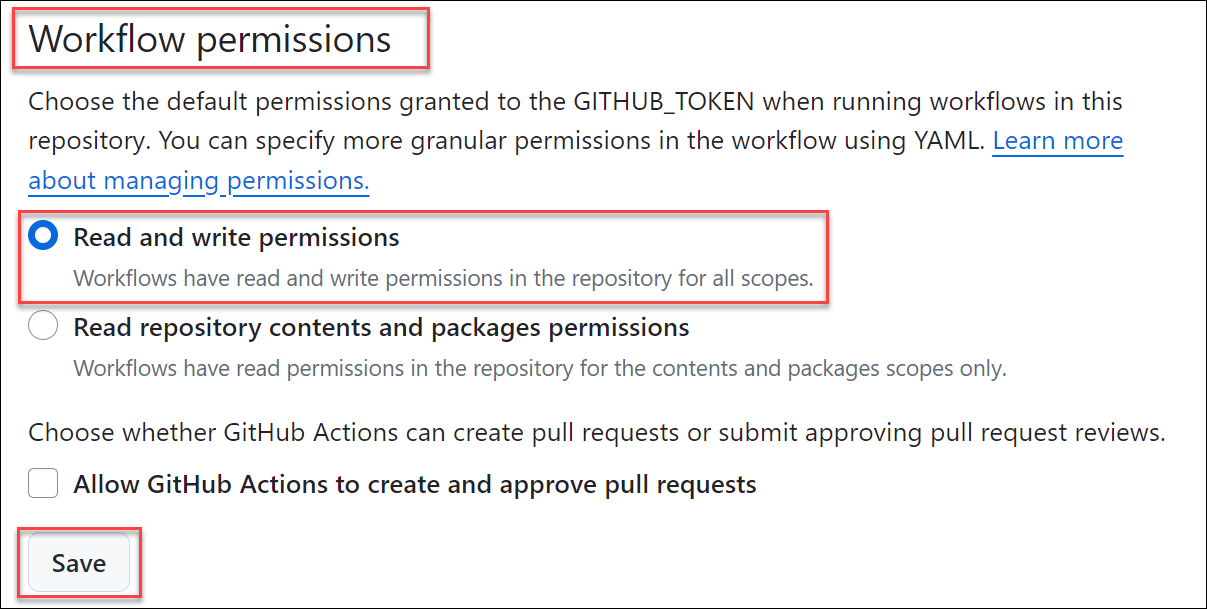 Workflow permissions
Choose the default permissions granted to the GITHUB_TOKEN when running workflows in this
repository. You can specify more granular permissions in the workflow using YAML. Learn more
about managing permissions.
Read and write permissions
Workflows have read and write permissions in the repository for all scopes.
Read repository contents and packages permissions
Workflows have read permissions in the repository for the contents and packages scopes only.
Choose whether GitHub Actions can create pull requests or submit approving pull request reviews.
Allow GitHub Actions to create and approve pull requests
Save